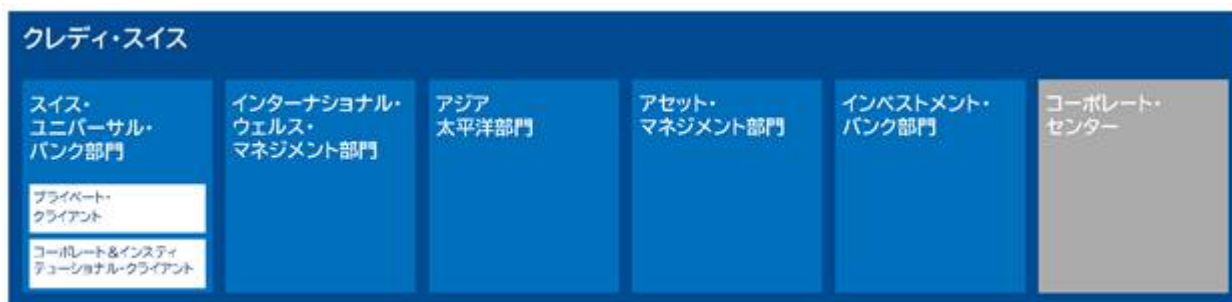 クレディ・スイス
スイス・
ユニバーサル・
バンク部門
プライベート・
クライアント
コーポレート&インスティ
テューショナル・クライアント
インターナショナル・
ウェルス・
マネジメント部門
アジア
太平洋部門
アセット・
マネジメント部門
インベストメント・
バンク部門
コーポレート・
センター